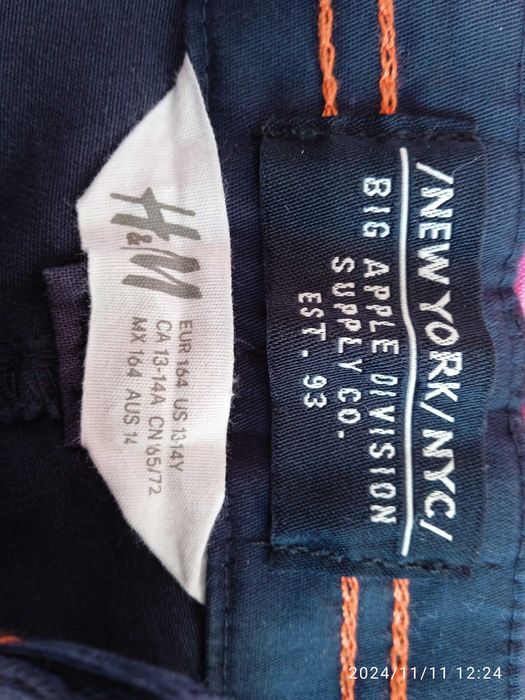 H&M
EUR 164 US 13-14Y
CA 13-14A CN 165/72
MX 164 AUS 14
/NEW YORK/NYC/
BIG APPLE DIVISION
SUPPLY CO.
EST. 93
2024/11/11 12:24